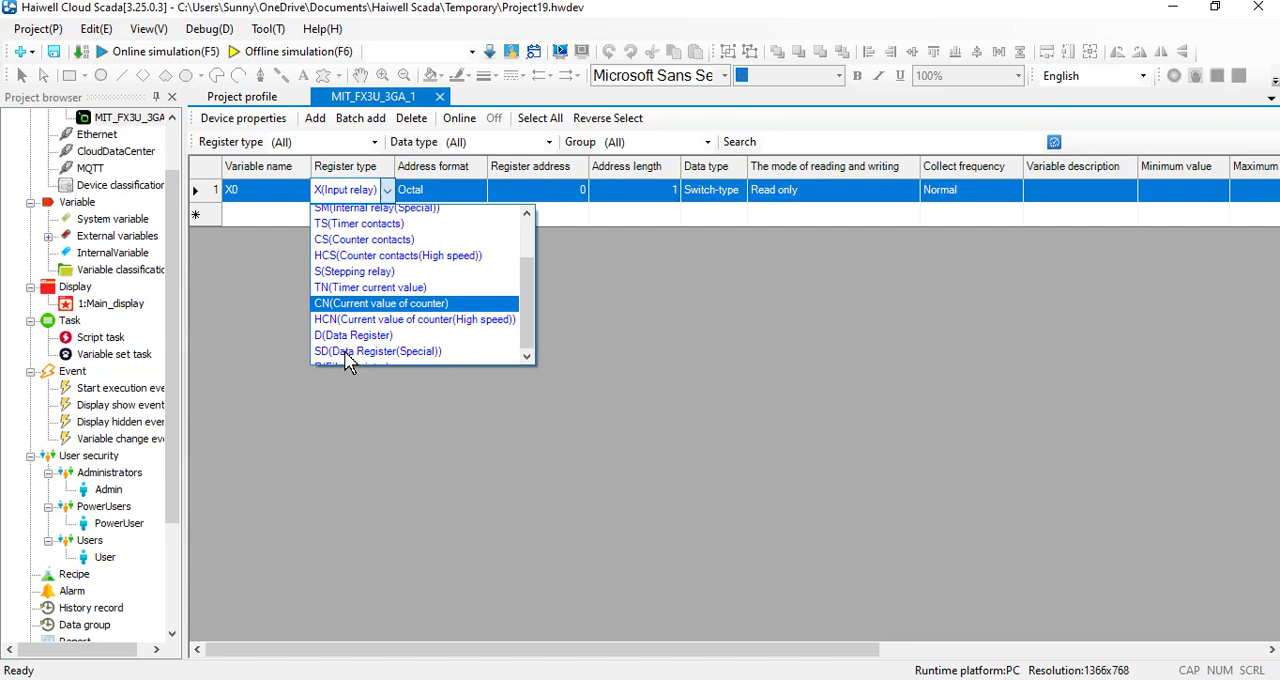 Haiwell Cloud Scada[3.25.0.3] - C:\Users\Sunny\OneDrive\Documents\Haiwell Scada\Temporary\Project19.hwdev
Project(P) Edit(E) View(V) Debug(D) Tool(T) Help(H)
Online simulation(F5) Offline simulation(F6)
Microsoft Sans Se B I U 100% English
Project browser
Project profile MIT_FX3U_3GA_1
Device properties Add Batch add Delete Online Off Select All Reverse Select
Register type (All) Data type (All) Group (All) Search
Variable name Register type Address format Register address Address length Data type The mode of reading and writing Collect frequency Variable description Minimum value Maximum
1 X0 X(Input relay) Octal 0 1 Switch-type Read only Normal
SM(Internal relay(Special))
TS(Timer contacts)
CS(Counter contacts)
HCS(Counter contacts(High speed))
S(Stepping relay)
TN(Timer current value)
CN(Current value of counter)
HCN(Current value of counter(High speed))
D(Data Register)
SD(Data Register(Special))
MIT_FX3U_3GA
Ethernet
CloudDataCenter
MQTT
Device classification
Variable
System variable
External variables
InternalVariable
Variable classificatio
Display
1:Main_display
Task
Script task
Variable set task
Event
Start execution eve
Display show event
Display hidden eve
Variable change ev
User security
Administrators
Admin
PowerUsers
PowerUser
Users
User
Recipe
Alarm
History record
Data group
Ready Runtime platform:PC Resolution:1366x768 CAP NUM SCRL